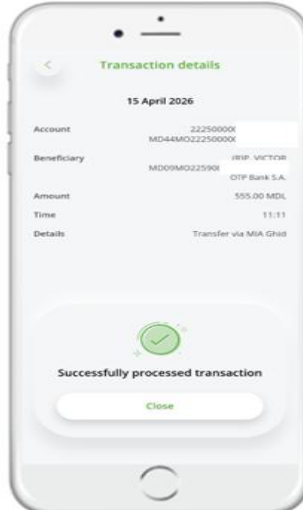 Transaction details
15 April 2026
Account 22250000
MD44MO22250000
Beneficiary VICTOR
MD09MO22590
OTP Bank S.A.
Amount 555.00 MDL
Time 11:11
Details Transfer via MIA Ghid
Successfully processed transaction
Close